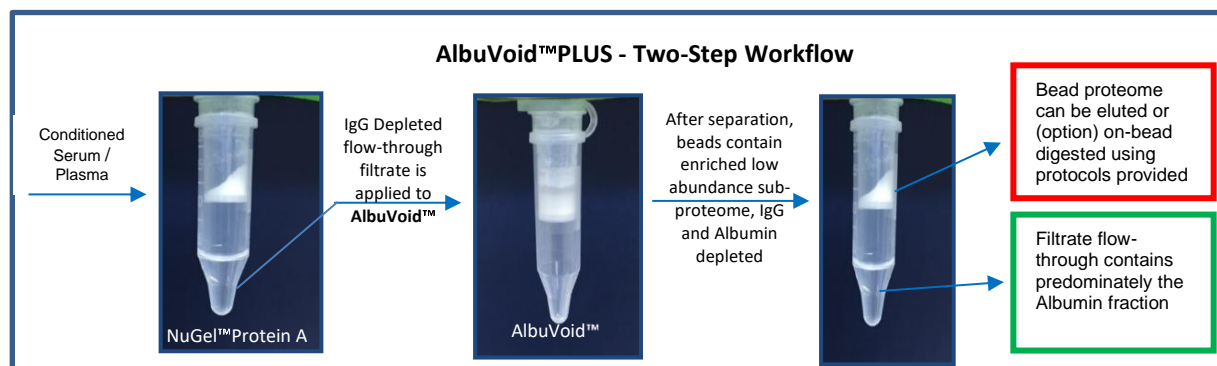 AlbuVoid™PLUS - Two-Step Workflow
Conditioned
Serum /
Plasma
NuGel™Protein A
IgG Depleted
flow-through
filtrate is
applied to
AlbuVoid™
AlbuVoid™
After separation,
beads contain
enriched low
abundance sub-
proteome, IgG
and Albumin
depleted
Bead proteome
can be eluted or
(option) on-bead
digested using
protocols provided
Filtrate flow-
through contains
predominately the
Albumin fraction